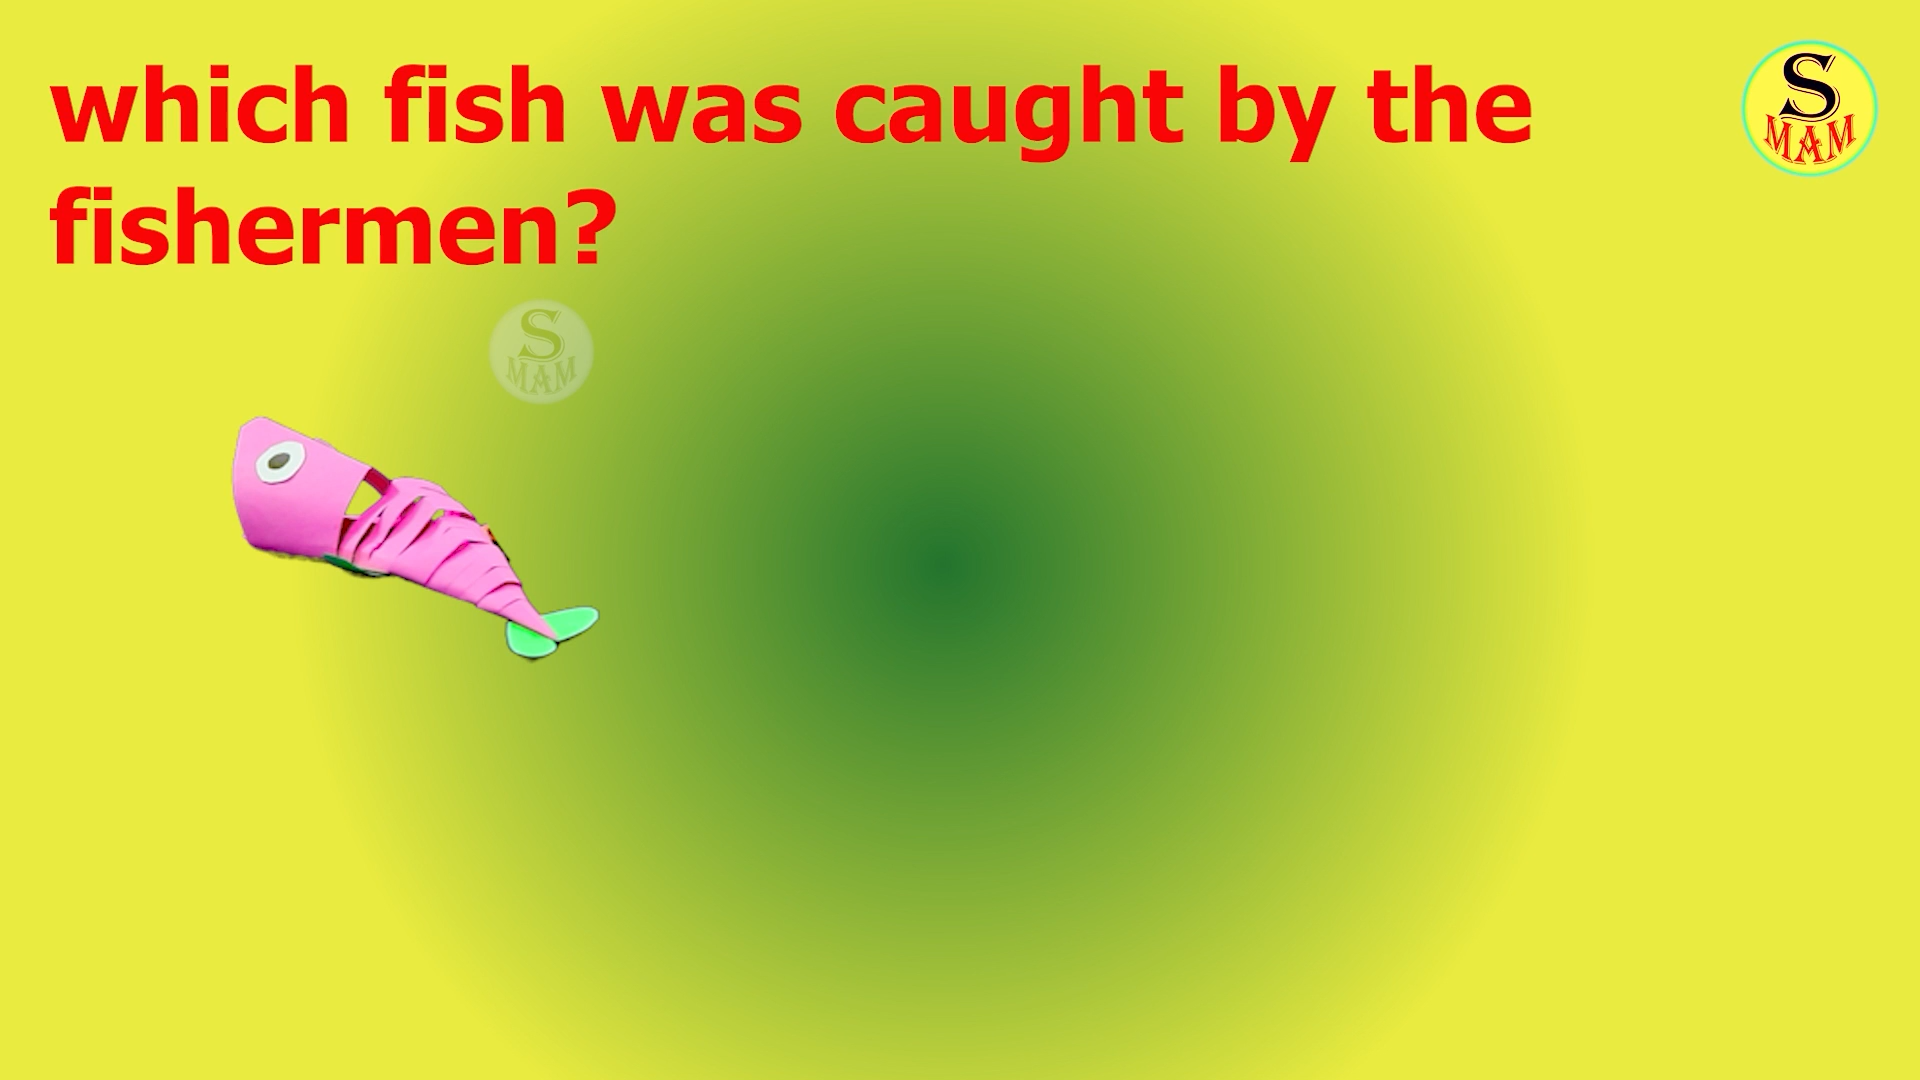 which fish was caught by the
fishermen?
S
MAM
S
MAM